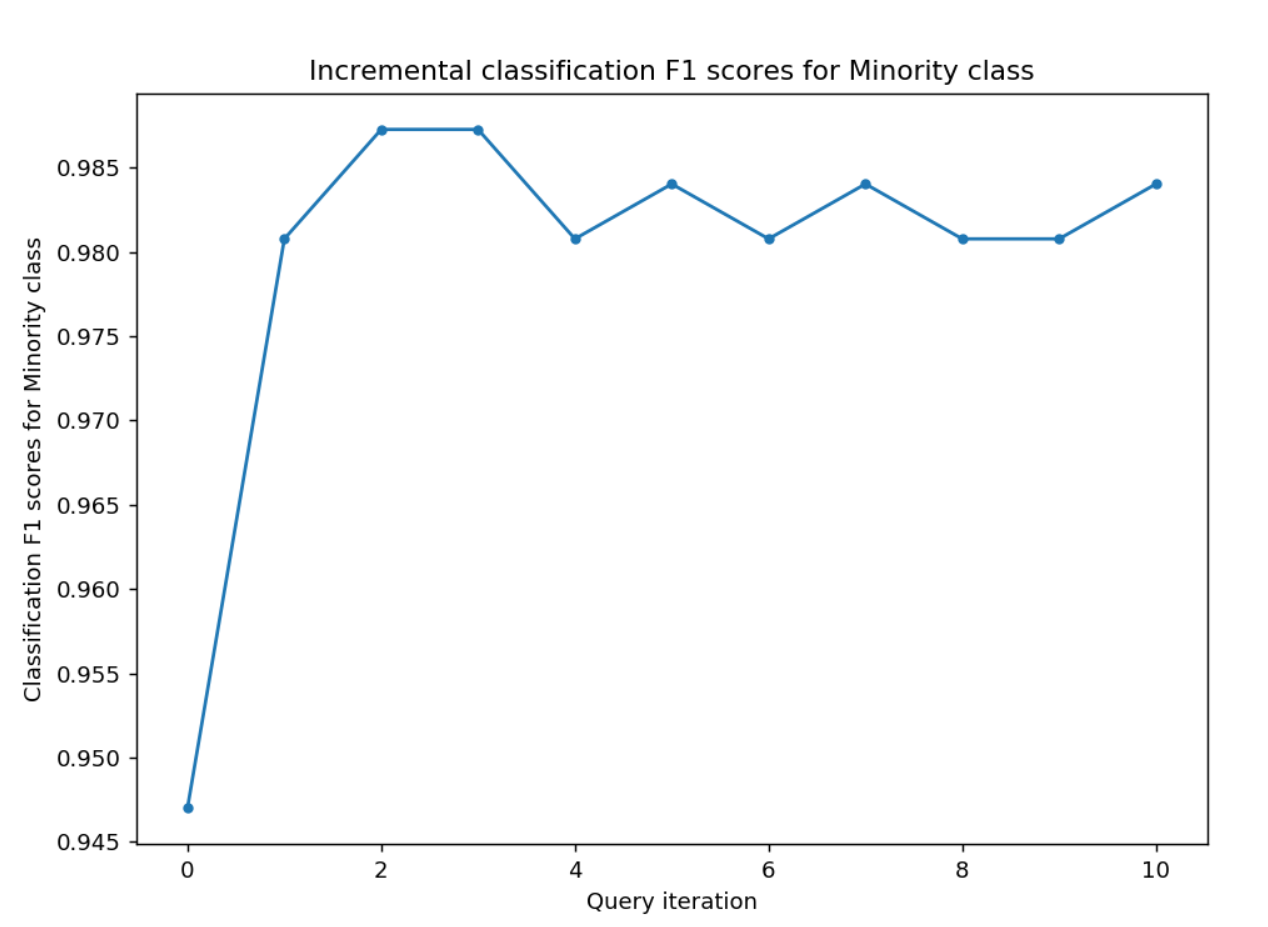 Incremental classification F1 scores for Minority class
Classification F1 scores for Minority class
0.985
0.980
0.975
0.970
0.965
0.960
0.955
0.950
0.945
0 2 4 6 8 10
Query iteration